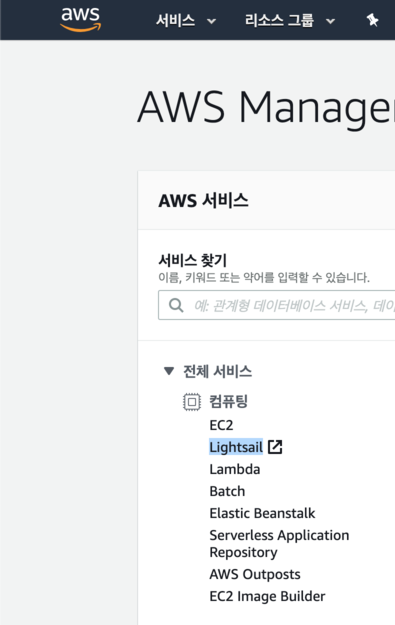 aws
서비스
리소스 그룹
AWS Manage
AWS 서비스
서비스 찾기
이름, 키워드 또는 약어를 입력할 수 있습니다.
예: 관계형 데이터베이스 서비스, 데이
전체 서비스
컴퓨팅
EC2
Lightsail
Lambda
Batch
Elastic Beanstalk
Serverless Application
Repository
AWS Outposts
EC2 Image Builder